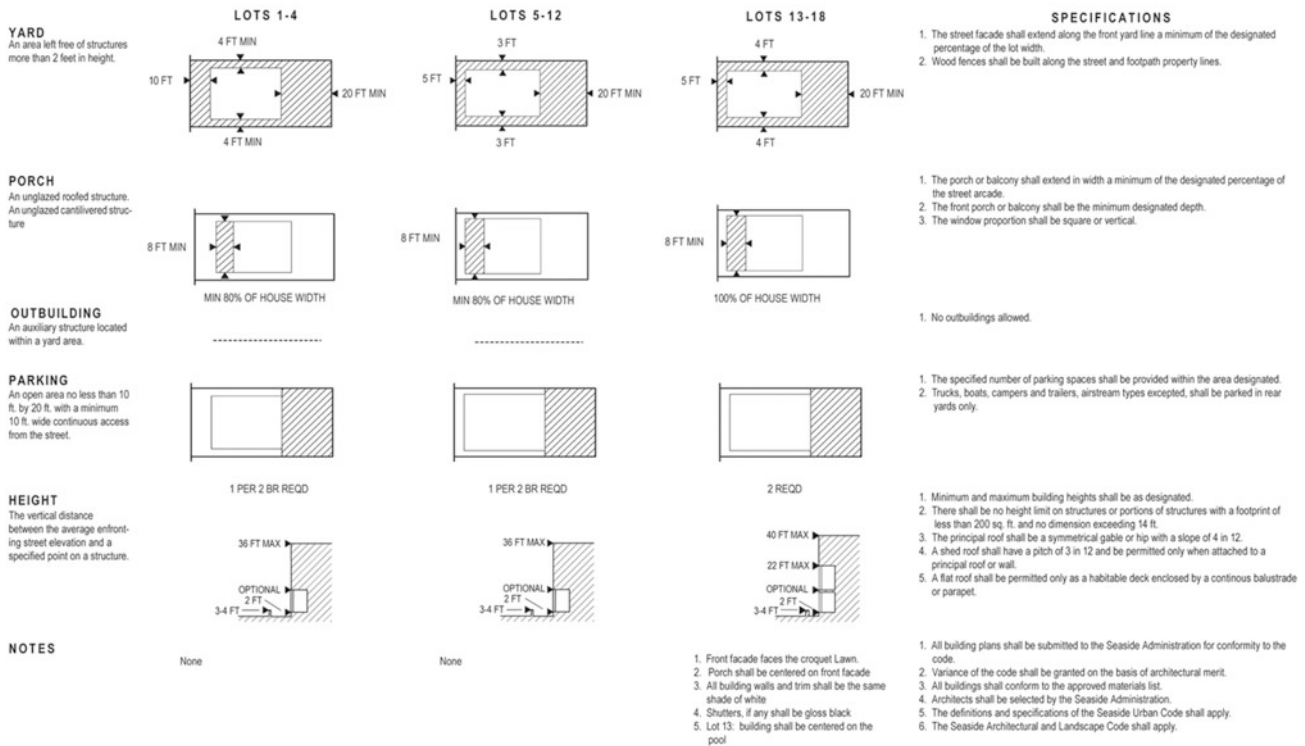 LOTS 1-4
LOTS 5-12
LOTS 13-18
SPECIFICATIONS
YARD
An area left free of structures
more than 2 feet in height.
4 FT MIN
10 FT
20 FT MIN
4 FT MIN
3 FT
5 FT
20 FT MIN
3 FT
4 FT
5 FT
20 FT MIN
4 FT
1. The street facade shall extend along the front yard line a minimum of the designated
percentage of the lot width.
2. Wood fences shall be built along the street and footpath property lines.
PORCH
An unglazed roofed structure.
An unglazed cantilivered struc-
ture
8 FT MIN
MIN 80% OF HOUSE WIDTH
8 FT MIN
MIN 80% OF HOUSE WIDTH
8 FT MIN
100% OF HOUSE WIDTH
1. The porch or balcony shall extend in width a minimum of the designated percentage of
the street arcade.
2. The front porch or balcony shall be the minimum designated depth.
3. The window proportion shall be square or vertical.
OUTBUILDING
An auxiliary structure located
within a yard area.
1. No outbuildings allowed.
PARKING
An open area no less than 10
ft. by 20 ft. with a minimum
10 ft. wide continuous access
from the street.
1 PER 2 BR REQD
1 PER 2 BR REQD
2 REQD
1. The specified number of parking spaces shall be provided within the area designated.
2. Trucks, boats, campers and trailers, airstream types excepted, shall be parked in rear
yards only.
HEIGHT
The vertical distance
between the average enfront-
ing street elevation and a
specified point on a structure.
36 FT MAX
OPTIONAL
2 FT
3-4 FT
36 FT MAX
OPTIONAL
2 FT
3-4 FT
40 FT MAX
22 FT MAX
OPTIONAL
2 FT
3-4 FT
1. Minimum and maximum building heights shall be as designated.
2. There shall be no height limit on structures or portions of structures with a footprint of
less than 200 sq. ft. and no dimension exceeding 14 ft.
3. The principal roof shall be a symmetrical gable or hip with a slope of 4 in 12.
4. A shed roof shall have a pitch of 3 in 12 and be permitted only when attached to a
principal roof or wall.
5. A flat roof shall be permitted only as a habitable deck enclosed by a continous balustrade
or parapet.
NOTES
None
None
1. Front facade faces the croquet Lawn.
2. Porch shall be centered on front facade
3. All building walls and trim shall be the same
shade of white
4. Shutters, if any shall be gloss black
5. Lot 13: building shall be centered on the
pool
1. All building plans shall be submitted to the Seaside Administration for conformity to the
code.
2. Variance of the code shall be granted on the basis of architectural merit.
3. All buildings shall conform to the approved materials list.
4. Architects shall be selected by the Seaside Administration.
5. The definitions and specifications of the Seaside Urban Code shall apply.
6. The Seaside Architectural and Landscape Code shall apply.